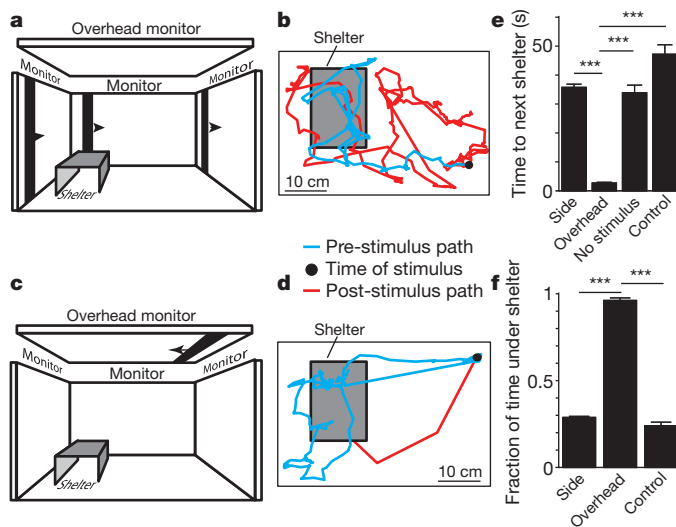 a
Overhead monitor
Monitor
Monitor
Monitor
Shelter
b
Shelter
10 cm
Pre-stimulus path
Time of stimulus
Post-stimulus path
c
Overhead monitor
Monitor
Monitor
Monitor
Shelter
d
Shelter
10 cm
e
Time to next shelter (s)
50
0
***
***
***
Side
Overhead
No stimulus
Control
f
Fraction of time under shelter
1
0.5
0
***
***
Side
Overhead
Control